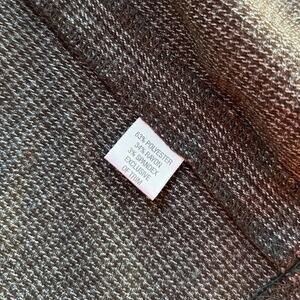 63% POLYESTER
34% RAYON
3% SPANDEX
EXCLUSIVE
OF TRIM